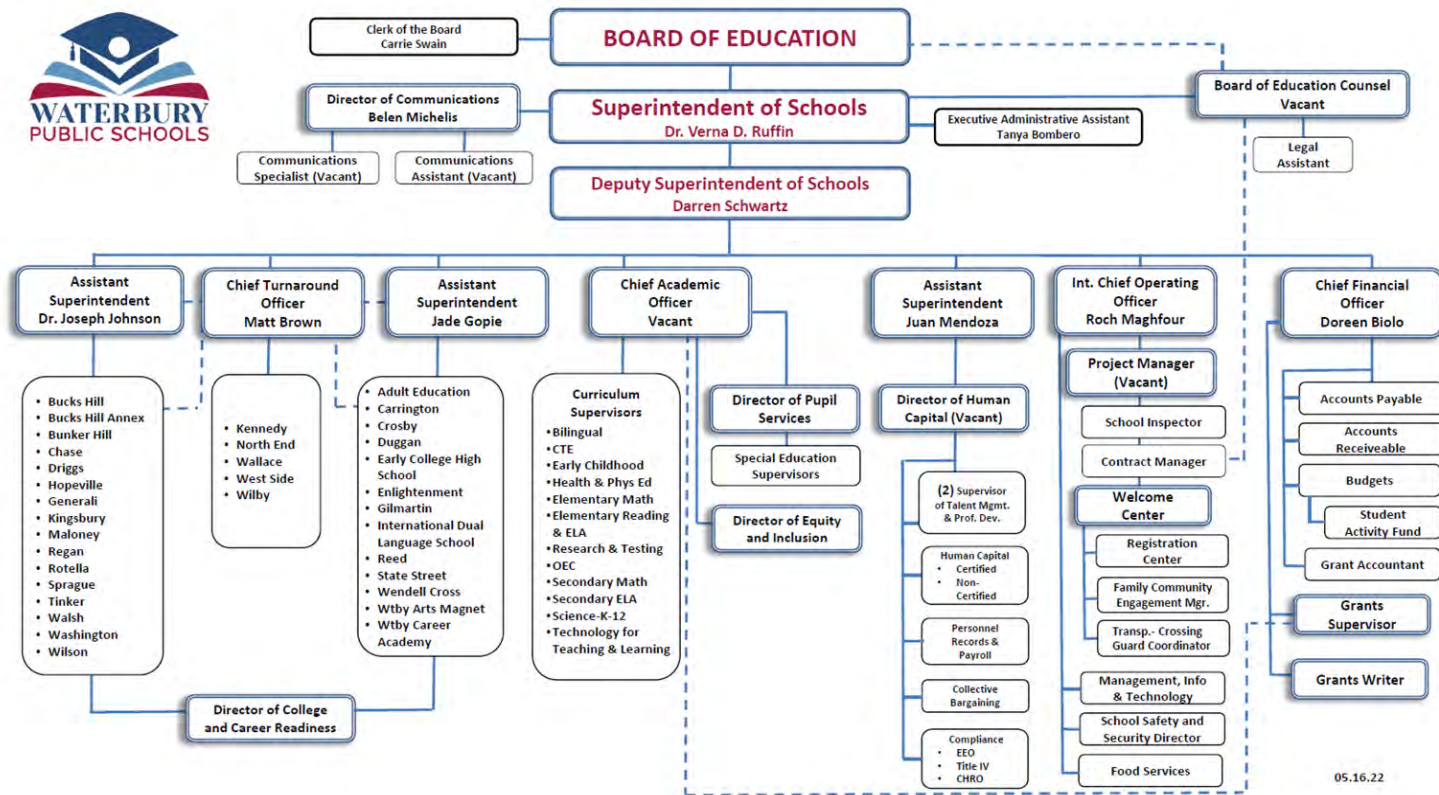 WATERBURY
PUBLIC SCHOOLS
Clerk of the Board
Carrie Swain
BOARD OF EDUCATION
Director of Communications
Belen Michelis
Superintendent of Schools
Dr. Verna D. Ruffin
Board of Education Counsel
Vacant
Executive Administrative Assistant
Tanya Bombero
Communications
Specialist (Vacant)
Communications
Assistant (Vacant)
Legal
Assistant
Deputy Superintendent of Schools
Darren Schwartz
Assistant
Superintendent
Dr. Joseph Johnson
Chief Turnaround
Officer
Matt Brown
Assistant
Superintendent
Jade Gopie
Chief Academic
Officer
Vacant
Assistant
Superintendent
Juan Mendoza
Int. Chief Operating
Officer
Roch Maghfour
Chief Financial
Officer
Doreen Biolo
• Bucks Hill
• Bucks Hill Annex
• Bunker Hill
• Chase
• Driggs
• Hopeville
• Generali
• Kingsbury
• Maloney
• Regan
• Rotella
• Sprague
• Tinker
• Walsh
• Washington
• Wilson
• Kennedy
• North End
• Wallace
• West Side
• Wilby
• Adult Education
• Carrington
• Crosby
• Duggan
• Early College High
School
• Enlightenment
• Gilmartin
• International Dual
Language School
• Reed
• State Street
• Wendell Cross
• Wtby Arts Magnet
• Wtby Career
Academy
Director of College
and Career Readiness
Curriculum
Supervisors
•Bilingual
•CTE
•Early Childhood
•Health & Phys Ed
•Elementary Math
•Elementary Reading
& ELA
•Research & Testing
•OEC
•Secondary Math
•Secondary ELA
•Science-K-12
•Technology for
Teaching & Learning
Director of Pupil
Services
Special Education
Supervisors
Director of Equity
and Inclusion
Director of Human
Capital (Vacant)
(2) Supervisor
of Talent Mgmt.
& Prof. Dev.
Human Capital
• Certified
• Non-
Certified
Personnel
Records &
Payroll
Collective
Bargaining
Compliance
• EEO
• Title IV
• CHRO
Project Manager
(Vacant)
School Inspector
Contract Manager
Welcome
Center
Registration
Center
Family Community
Engagement Mgr.
Transp.- Crossing
Guard Coordinator
Management, Info
& Technology
School Safety and
Security Director
Food Services
Accounts Payable
Accounts
Receiveable
Budgets
Student
Activity Fund
Grant Accountant
Grants
Supervisor
Grants Writer
05.16.22